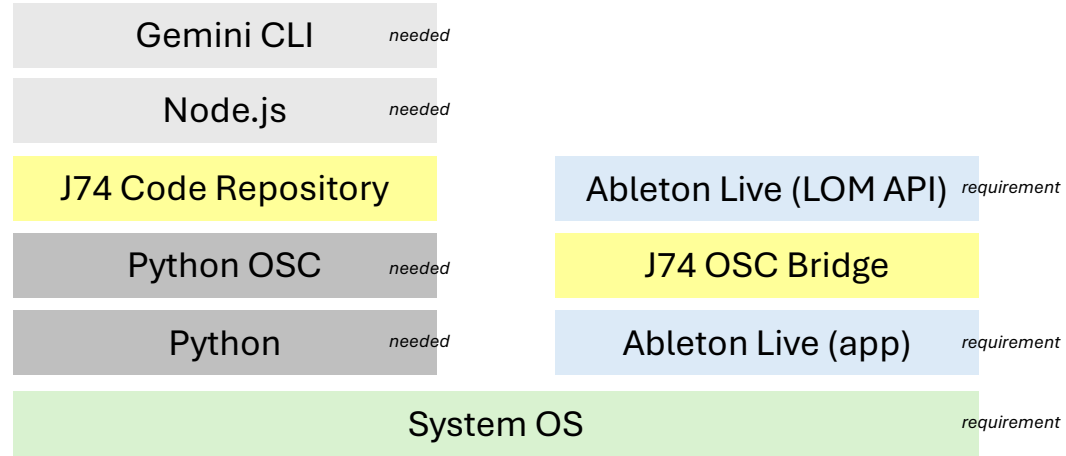 Gemini CLI needed
Node.js needed
J74 Code Repository
Ableton Live (LOM API) requirement
Python OSC needed
J74 OSC Bridge
Python needed
Ableton Live (app) requirement
System OS requirement